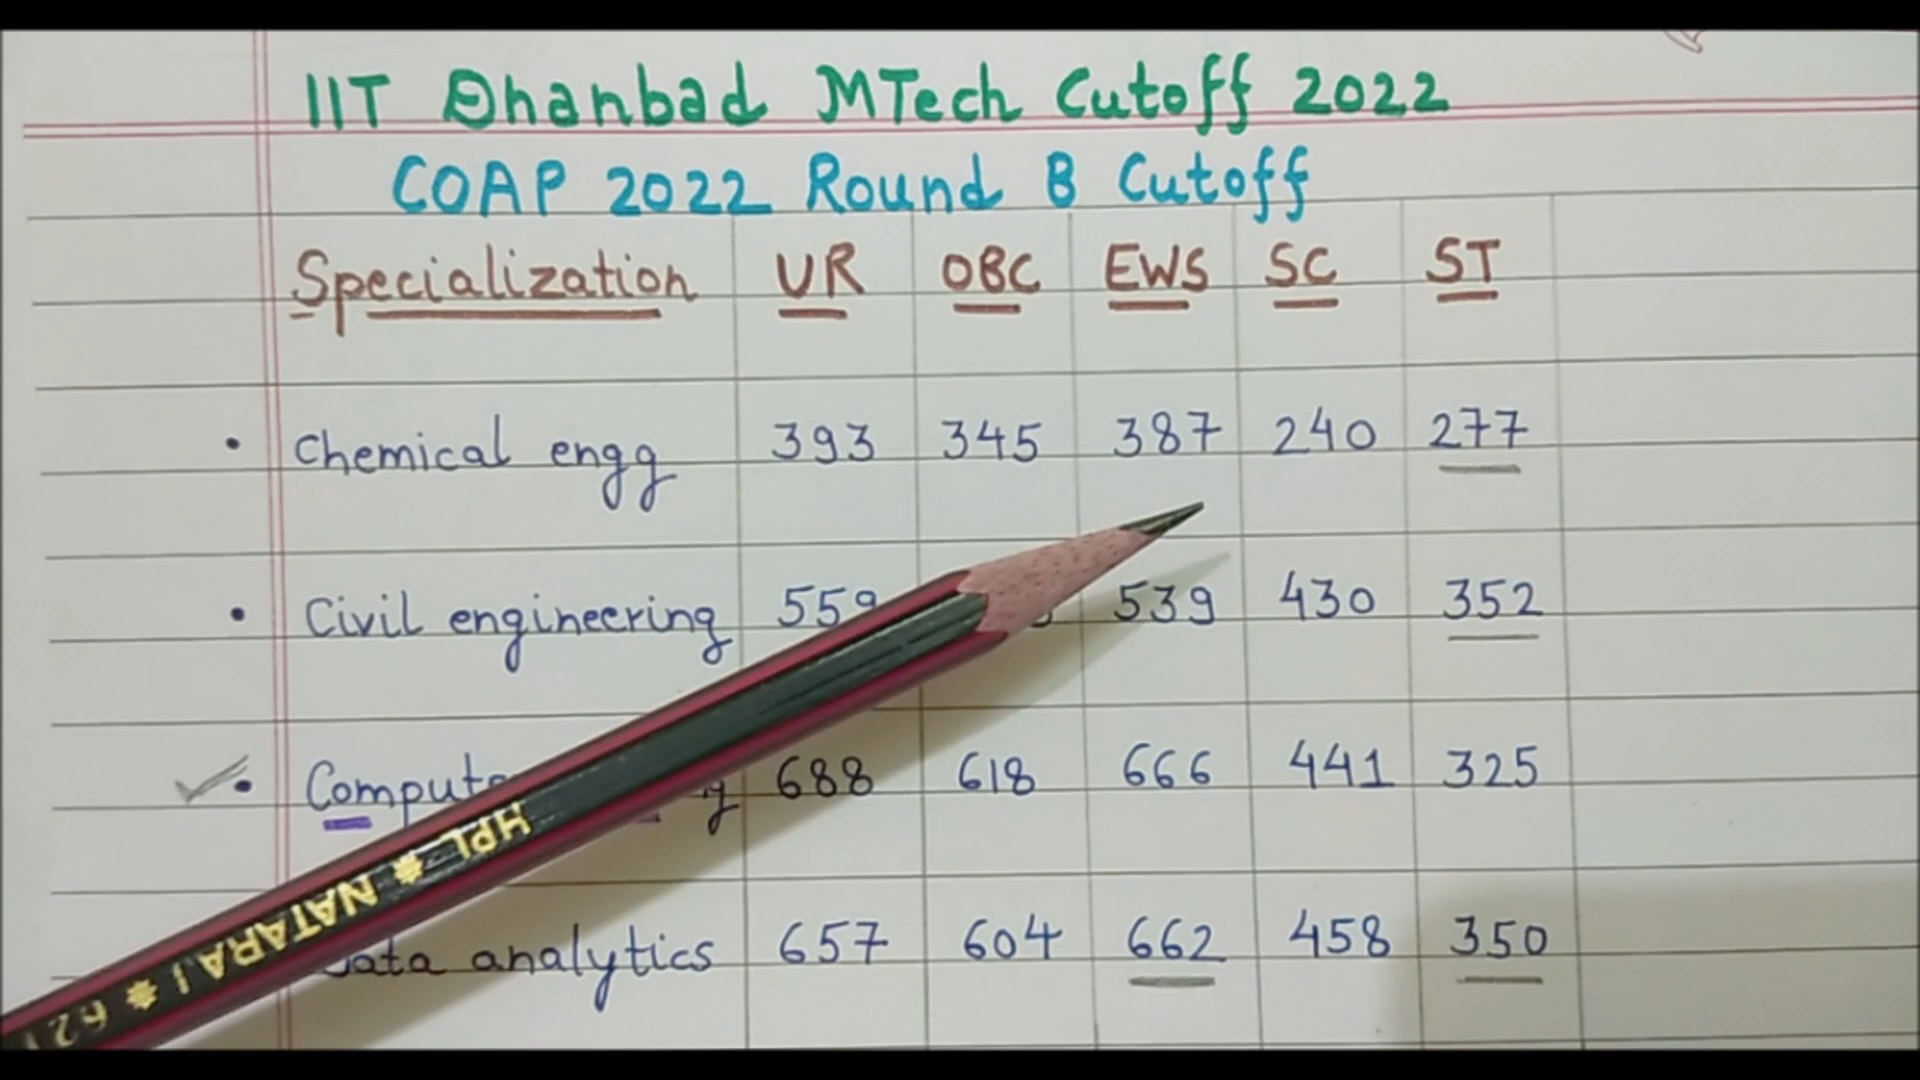 IIT Dhanbad MTech Cutoff 2022
COAP 2022 Round B Cutoff
Specialization UR OBC EWS SC ST
• Chemical engg 393 345 387 240 277
• Civil engineering 559 539 430 352
• 688 618 666 441 325
analytics 657 604 662 458 350
HPL * NATARAJ * 621